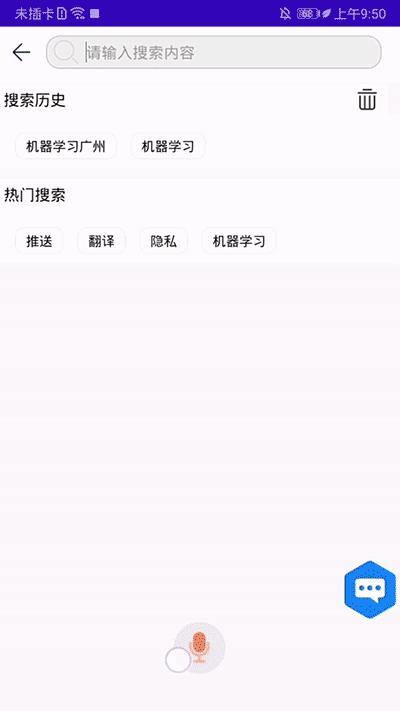 未插卡 68 上午9:50
请输入搜索内容
搜索历史
机器学习广州 机器学习
热门搜索
推送 翻译 隐私 机器学习